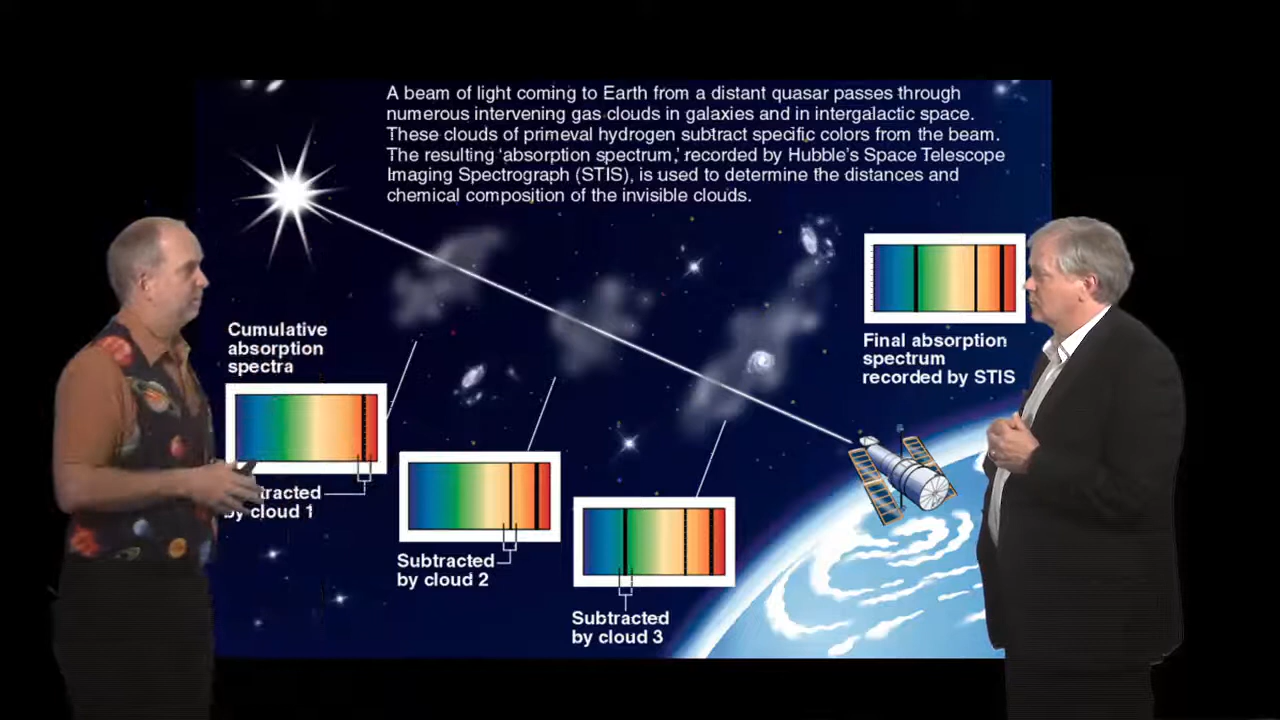 A beam of light coming to Earth from a distant quasar passes through
numerous intervening gas clouds in galaxies and in intergalactic space.
These clouds of primeval hydrogen subtract specific colors from the beam.
The resulting 'absorption spectrum,' recorded by Hubble's Space Telescope
Imaging Spectrograph (STIS), is used to determine the distances and
chemical composition of the invisible clouds.
Cumulative
absorption
spectra
tracted
by cloud 1
Subtracted
by cloud 2
Subtracted
by cloud 3
Final absorption
spectrum
recorded by STIS